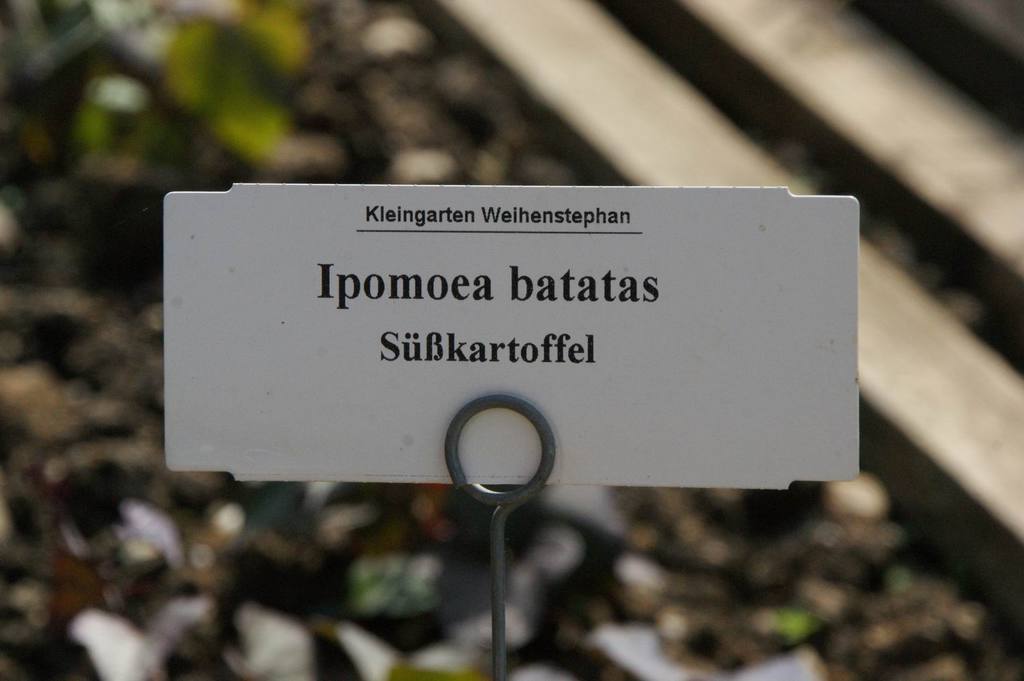 Kleingarten Weihenstephan
Ipomoea batatas
Süßkartoffel